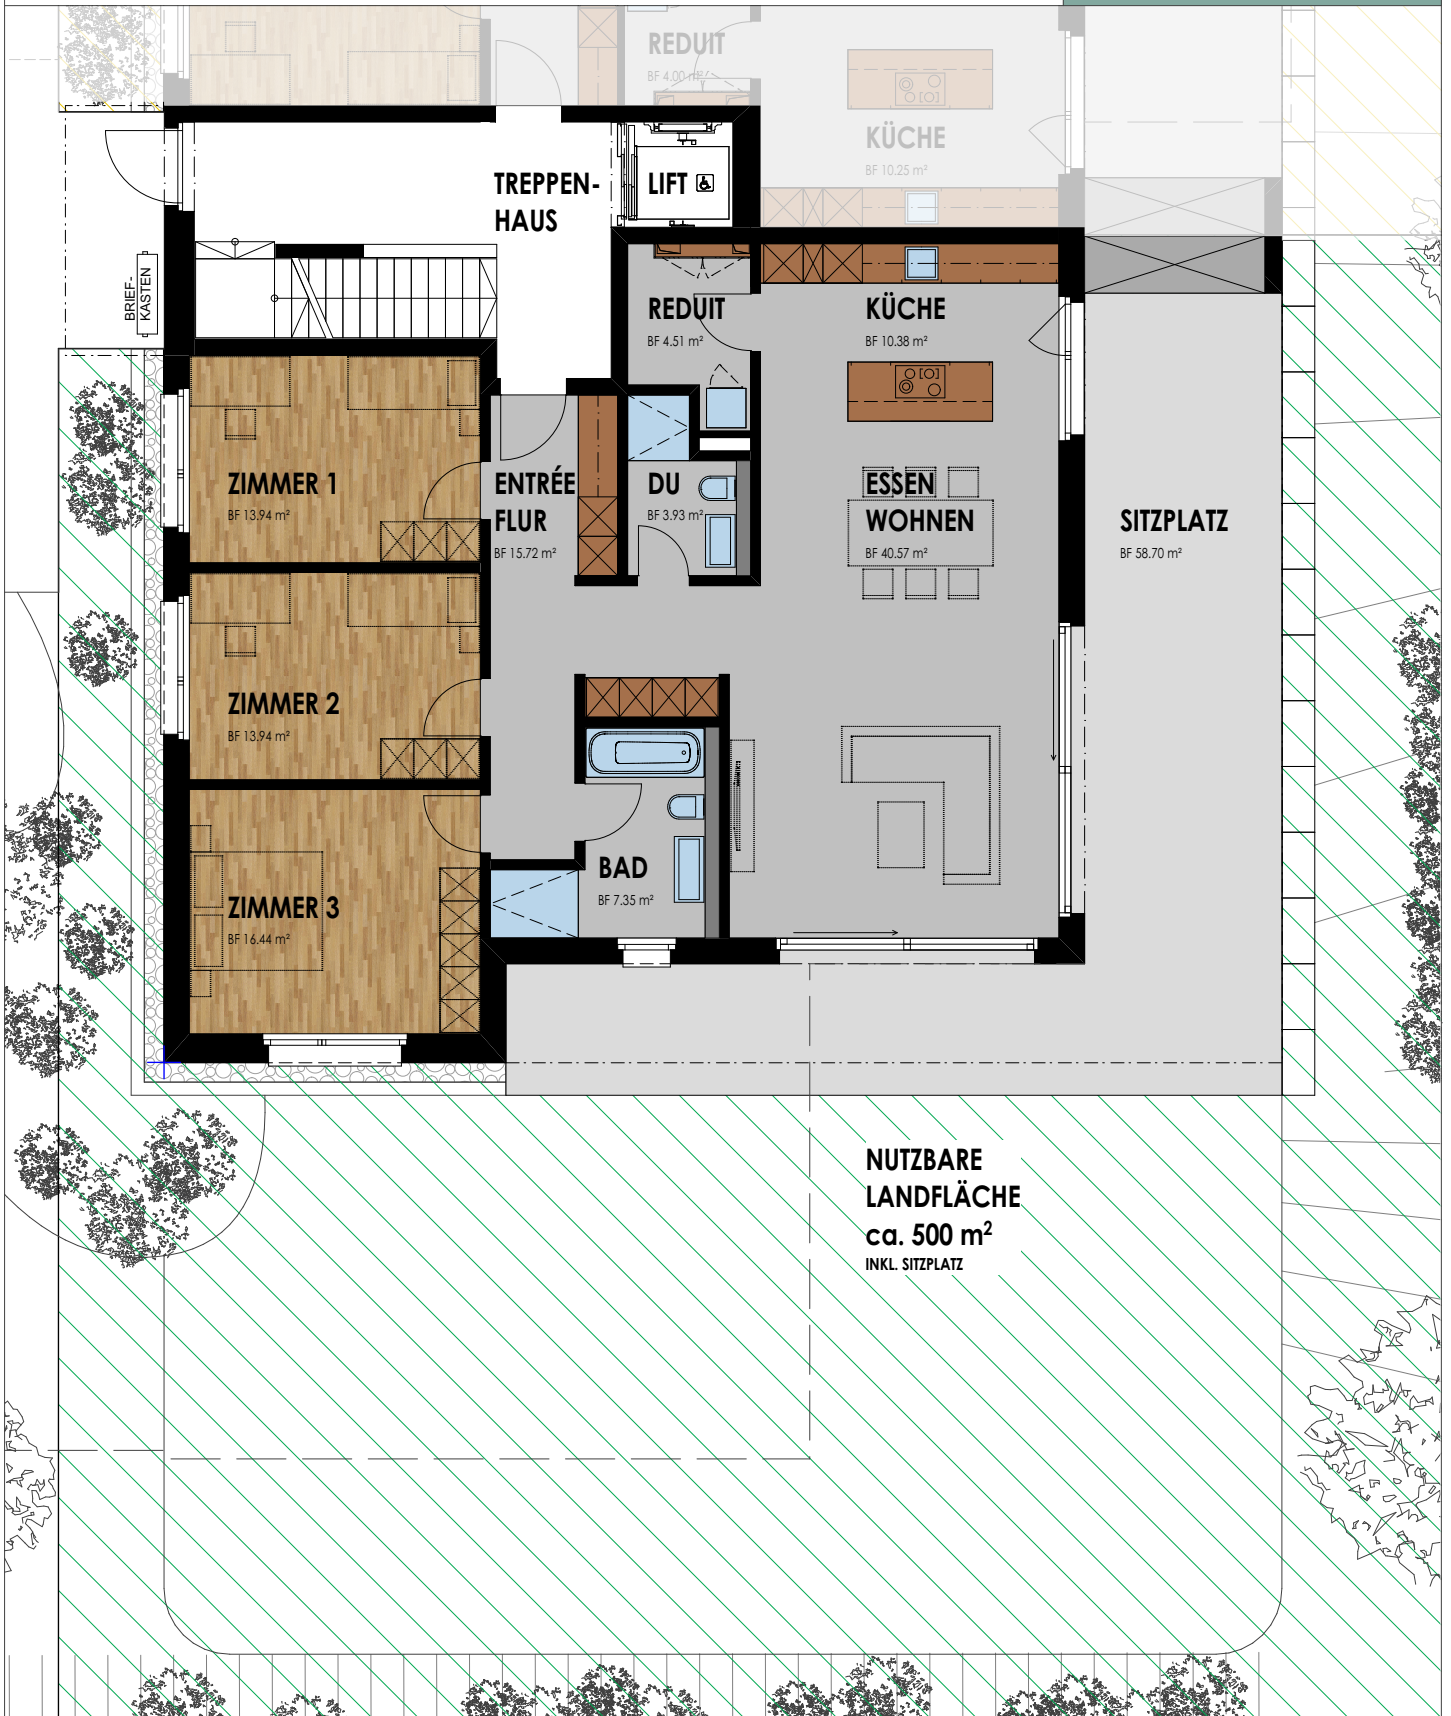 REDUIT
BF 4.00 m²
KÜCHE
BF 10.25 m²
TREPPEN-
HAUS
LIFT
BRIEF-
KASTEN
REDUIT
BF 4.51 m²
KÜCHE
BF 10.38 m²
ZIMMER 1
BF 13.94 m²
ENTRÉE
FLUR
BF 15.72 m²
DU
BF 3.93 m²
ESSEN
WOHNEN
BF 40.57 m²
SITZPLATZ
BF 58.70 m²
ZIMMER 2
BF 13.94 m²
BAD
BF 7.35 m²
ZIMMER 3
BF 16.44 m²
NUTZBARE
LANDFLÄCHE
ca. 500 m²
INKL. SITZPLATZ